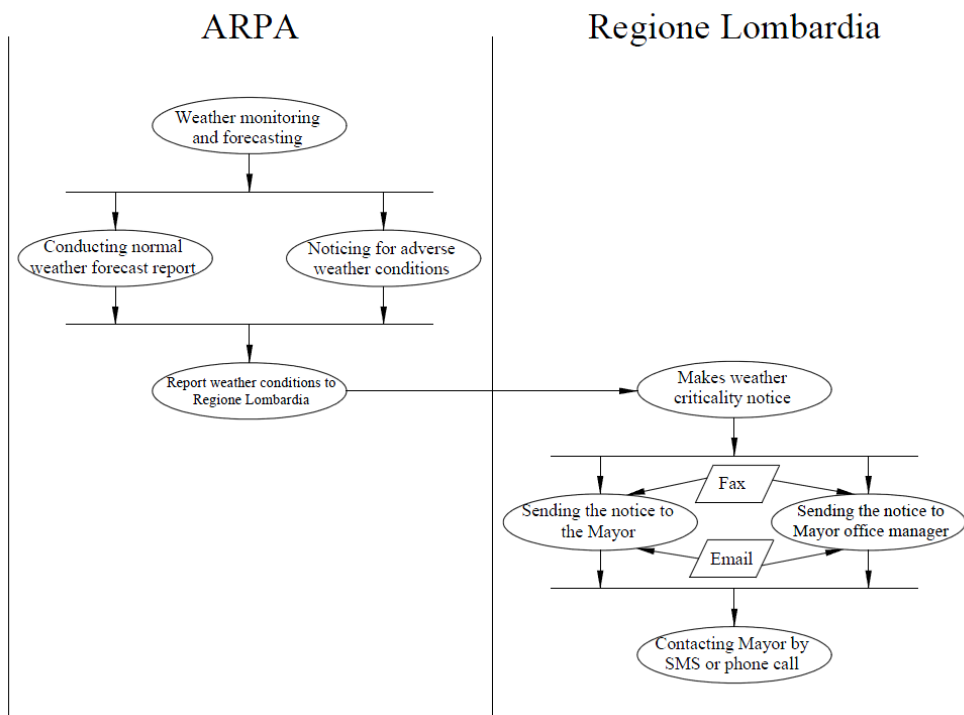 ARPA
Regione Lombardia
Weather monitoring
and forecasting
Conducting normal
weather forecast report
Noticing for adverse
weather conditions
Report weather conditions to
Regione Lombardia
Makes weather
criticality notice
Fax
Sending the notice to
the Mayor
Sending the notice to
Mayor office manager
Email
Contacting Mayor by
SMS or phone call